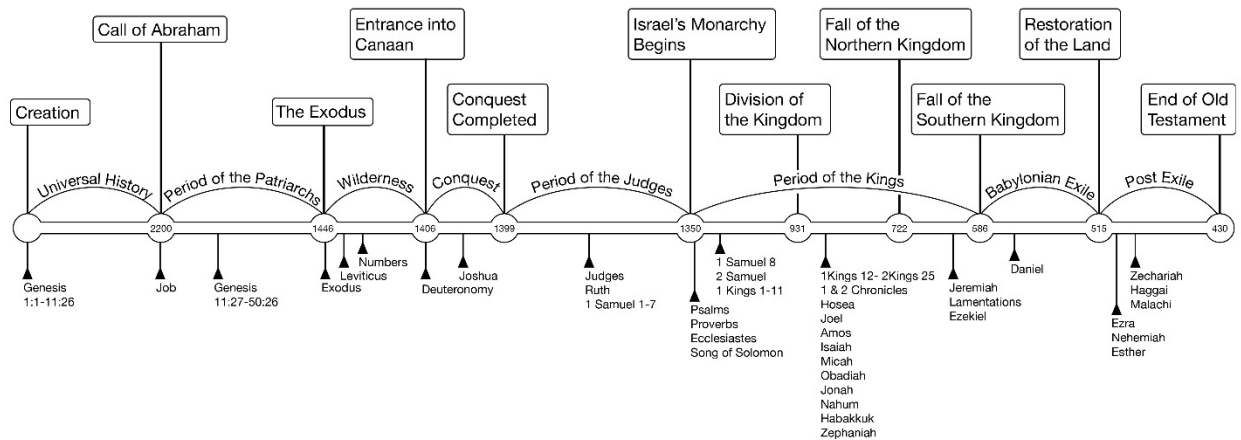 Call of Abraham
Entrance into
Canaan
Israel's Monarchy
Begins
Fall of the
Northern Kingdom
Restoration
of the Land
Creation
The Exodus
Conquest
Completed
Division of
the Kingdom
Fall of the
Southern Kingdom
End of Old
Testament
Universal History
Period of the Patriarchs
Wilderness
Conquest
Period of the Judges
Period of the Kings
Babylonian Exile
Post Exile
2200
1446
1406
1399
1350
931
722
586
515
430
Genesis
1:1-11:26
Job
Genesis
11:27-50:26
Exodus
Leviticus
Numbers
Deuteronomy
Joshua
Judges
Ruth
1 Samuel 1-7
1 Samuel 8
2 Samuel
1 Kings 1-11
Psalms
Proverbs
Ecclesiastes
Song of Solomon
1Kings 12- 2Kings 25
1 & 2 Chronicles
Hosea
Joel
Amos
Isaiah
Micah
Obadiah
Jonah
Nahum
Habakkuk
Zephaniah
Jeremiah
Lamentations
Ezekiel
Daniel
Zechariah
Haggai
Malachi
Ezra
Nehemiah
Esther